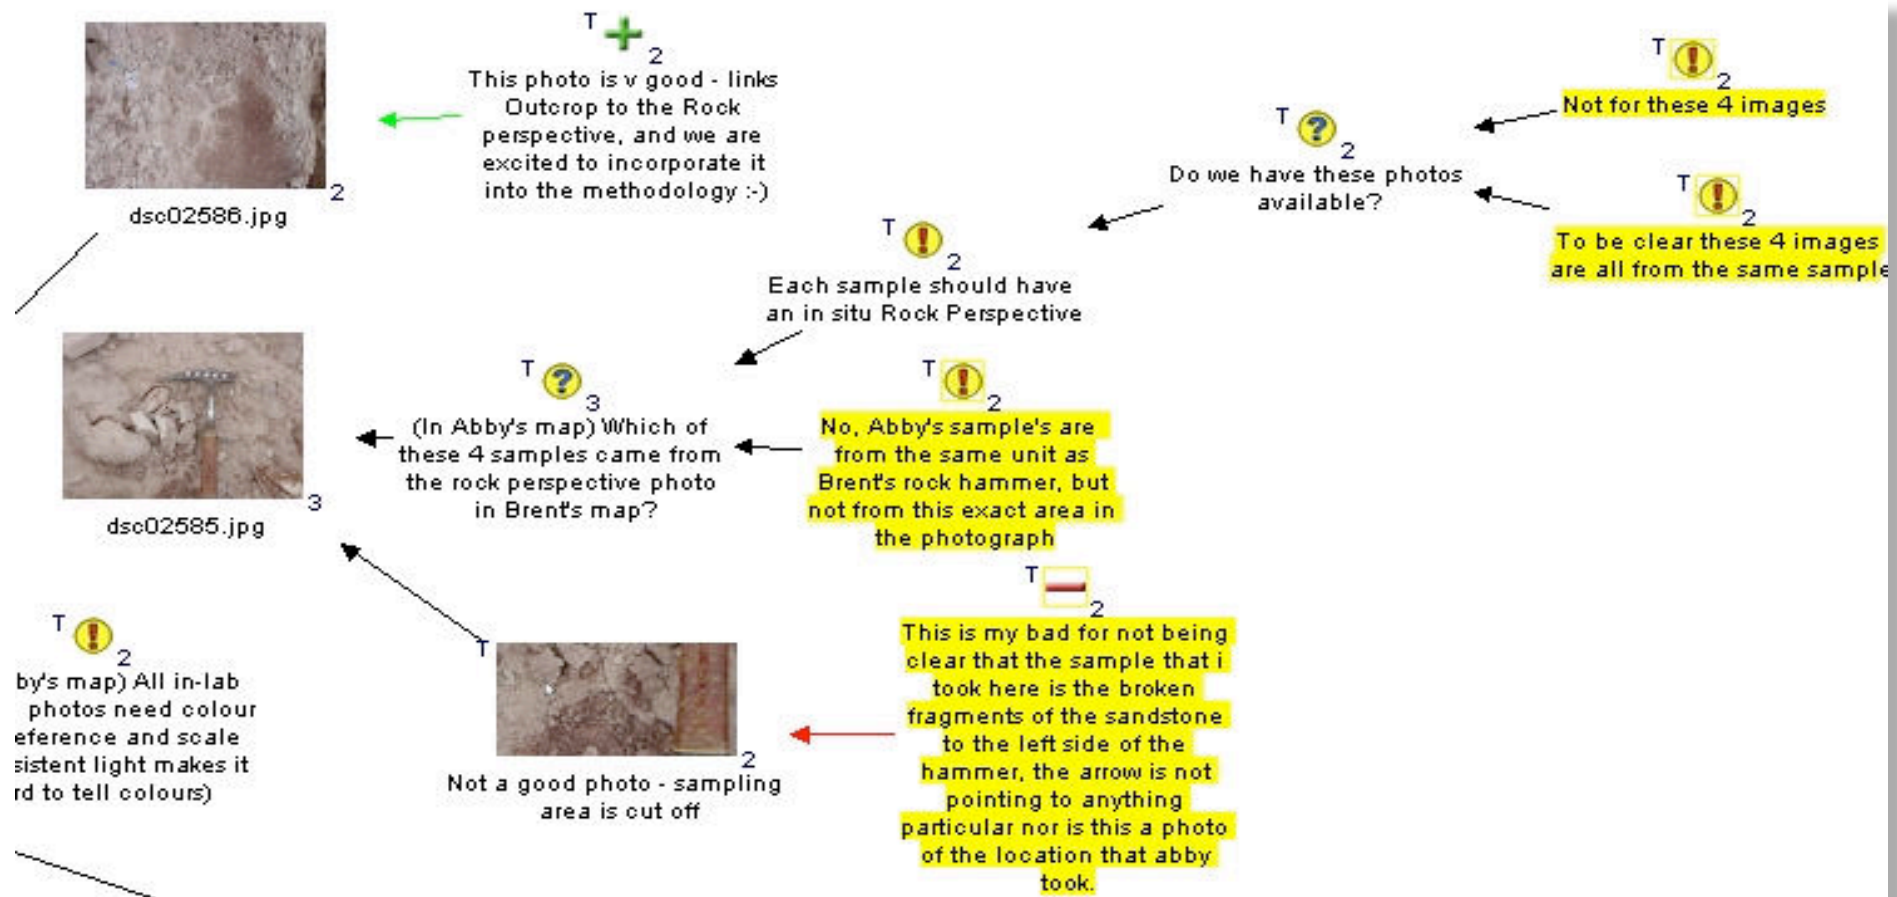 T
2
This photo is v good - links
Outcrop to the Rock
perspective, and we are
excited to incorporate it
into the methodology :-)
2
dsc02586.jpg
T
2
Not for these 4 images
T
2
Do we have these photos
available?
T
2
To be clear these 4 images
are all from the same sample
T
2
Each sample should have
an in situ Rock Perspective
3
dsc02585.jpg
T
3
(In Abby's map) Which of
these 4 samples came from
the rock perspective photo
in Brent's map?
T
2
No, Abby's sample's are
from the same unit as
Brent's rock hammer, but
not from this exact area in
the photograph
T
2
by's map) All in-lab
photos need colour
eference and scale
sistent light makes it
rd to tell colours)
T
2
Not a good photo - sampling
area is cut off
T
2
This is my bad for not being
clear that the sample that i
took here is the broken
fragments of the sandstone
to the left side of the
hammer, the arrow is not
pointing to anything
particular nor is this a photo
of the location that abby
took.